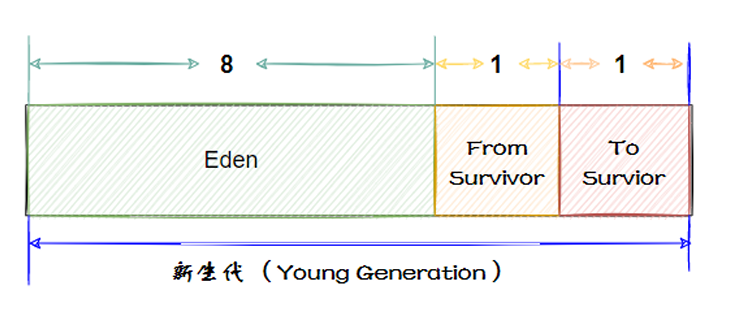 8 1 1
Eden
From
Survivor
To
Survior
新生代 （Young Generation）